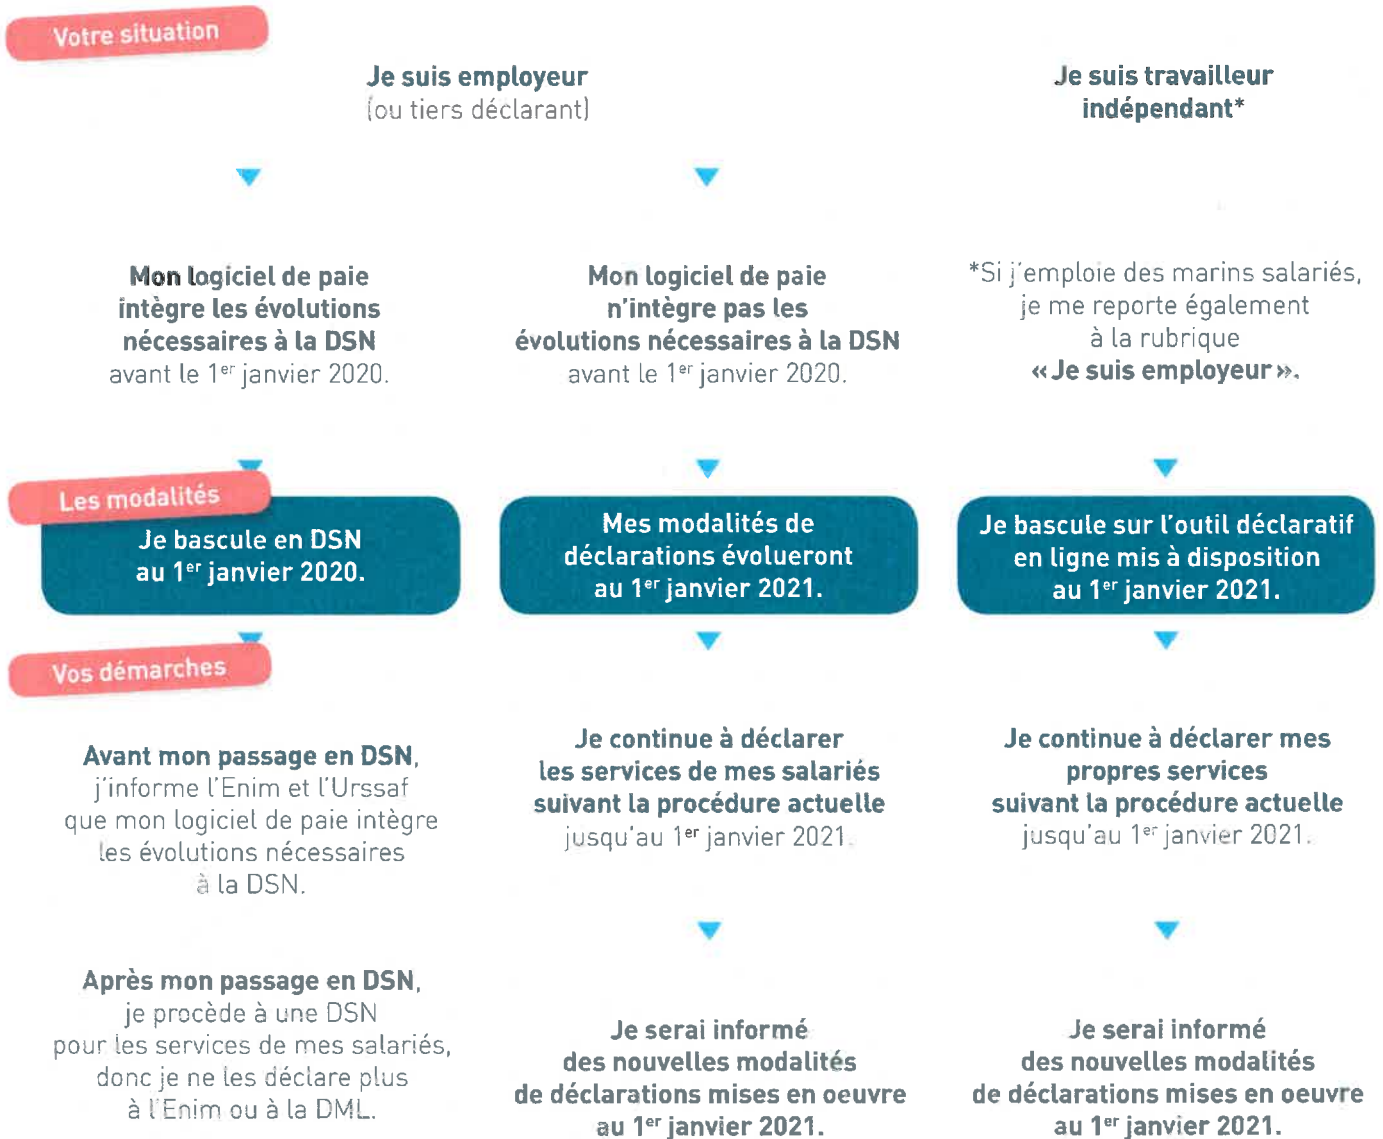 Votre situation
Je suis employeur
(ou tiers déclarant)
Je suis travailleur
indépendant*
Mon logiciel de paie
intègre les évolutions
nécessaires à la DSN
avant le 1er janvier 2020.
Mon logiciel de paie
n'intègre pas les
évolutions nécessaires à la DSN
avant le 1er janvier 2020.
*Si j'emploie des marins salariés,
je me reporte également
à la rubrique
«Je suis employeur».
Les modalités
Je bascule en DSN
au 1er janvier 2020.
Mes modalités de
déclarations évolueront
au 1er janvier 2021.
Je bascule sur l'outil déclaratif
en ligne mis à disposition
au 1er janvier 2021.
Vos démarches
Avant mon passage en DSN,
j'informe l'Enim et l'Urssaf
que mon logiciel de paie intègre
les évolutions nécessaires
à la DSN.
Après mon passage en DSN,
je procède à une DSN
pour les services de mes salariés,
donc je ne les déclare plus
à l'Enim ou à la DML.
Je continue à déclarer
les services de mes salariés
suivant la procédure actuelle
jusqu'au 1er janvier 2021.
Je serai informé
des nouvelles modalités
de déclarations mises en oeuvre
au 1er janvier 2021.
Je continue à déclarer mes
propres services
suivant la procédure actuelle
jusqu'au 1er janvier 2021.
Je serai informé
des nouvelles modalités
de déclarations mises en oeuvre
au 1er janvier 2021.